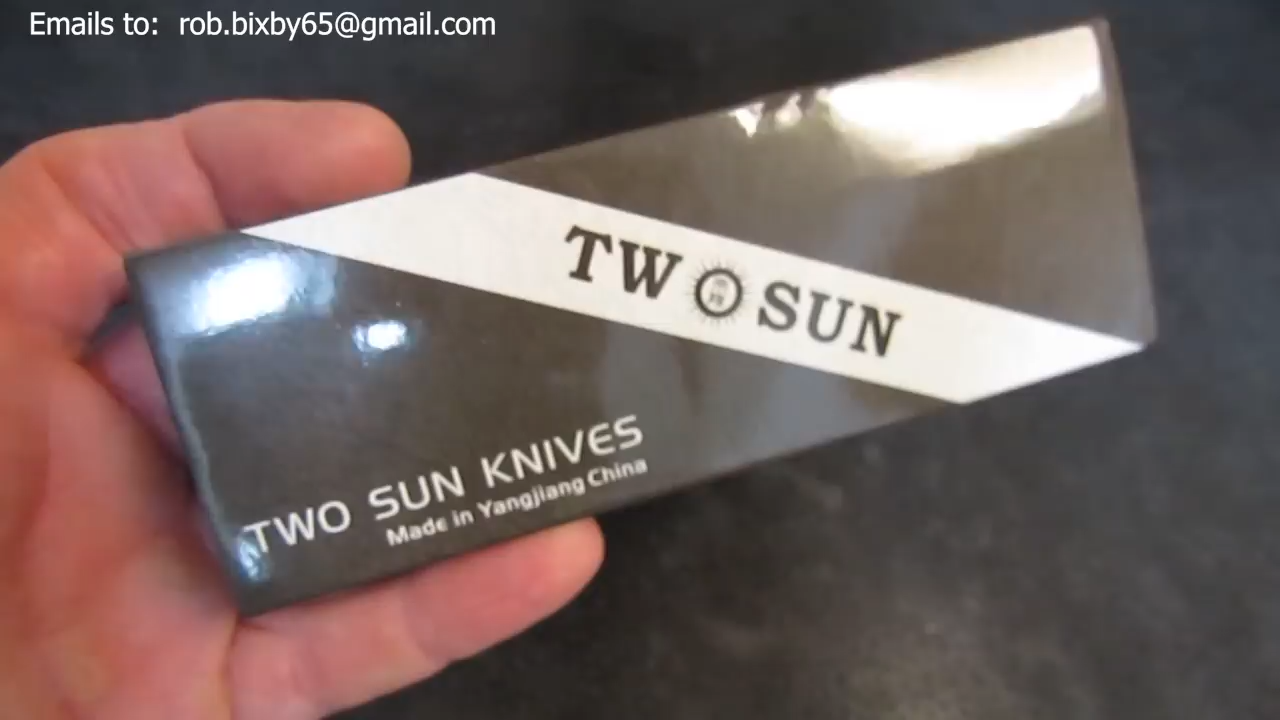 Emails to: rob.bixby65@gmail.com
TWO SUN
TWO SUN KNIVES
Made in Yangjiang China